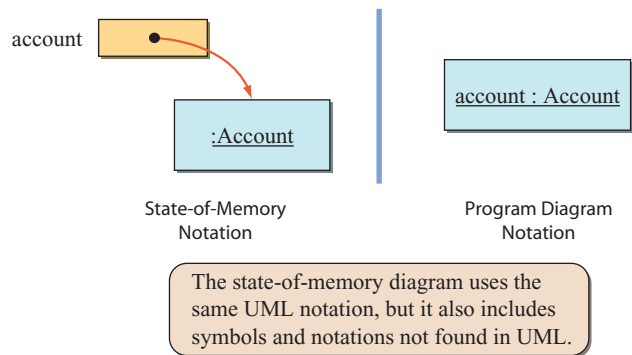 account
:Account
account : Account
State-of-Memory
Notation
Program Diagram
Notation
The state-of-memory diagram uses the
same UML notation, but it also includes
symbols and notations not found in UML.